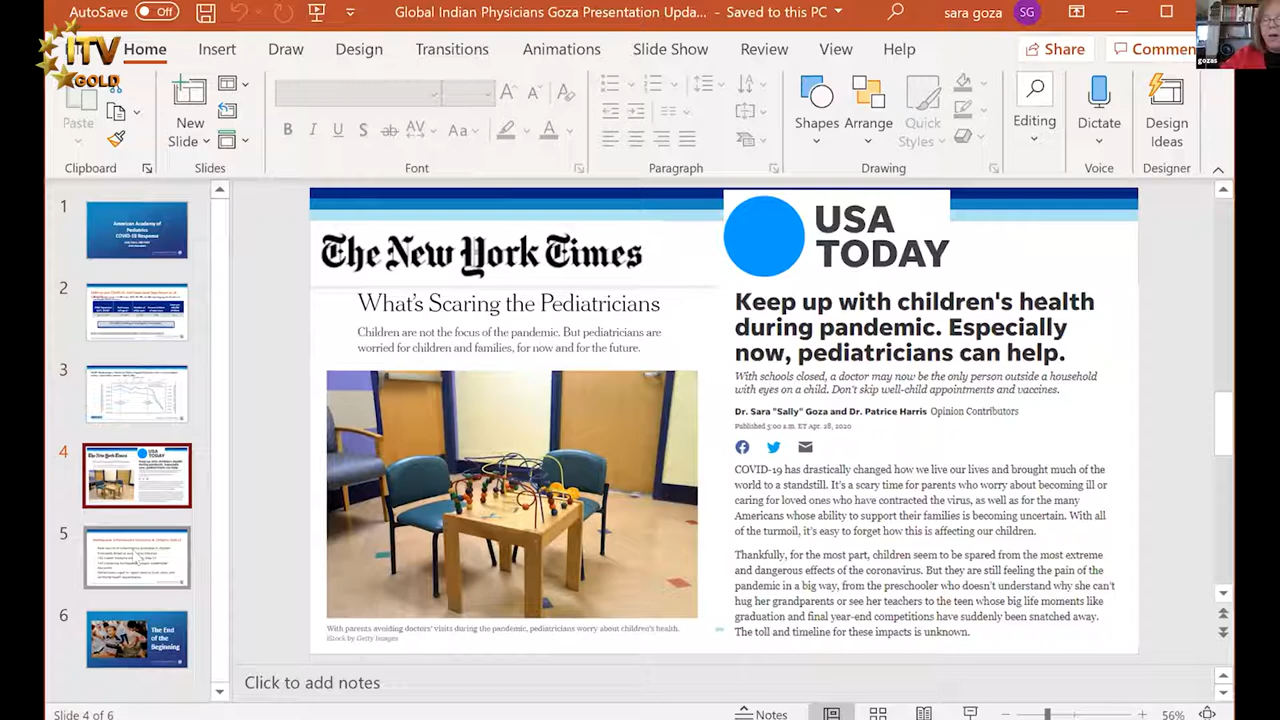 AutoSave
Off
Global Indian Physicians Goza Presentation Upda... - Saved to this PC
sara goza
SG
ITV
GOLD
Home
Insert
Draw
Design
Transitions
Animations
Slide Show
Review
View
Help
Share
Commen
gozas
Paste
New
Slide
Shapes
Arrange
Quick
Styles
Editing
Dictate
Design
Ideas
B I U S ab AV Aa A
Clipboard
Slides
Font
Paragraph
Drawing
Voice
Designer
1
American Academy of
Pediatrics
COVID-19 Response
2
3
4
5
6
The End
of the
Beginning
The New York Times
What's Scaring the Pediatricians
Children are not the focus of the pandemic. But pediatricians are
worried for children and families, for now and for the future.
With parents avoiding doctors' visits during the pandemic, pediatricians worry about children's health.
iStock by Getty Images
USA
TODAY
Keep up with children's health
during pandemic. Especially
now, pediatricians can help.
With schools closed, a doctor may now be the only person outside a household
with eyes on a child. Don't skip well-child appointments and vaccines.
Dr. Sara "Sally" Goza and Dr. Patrice Harris Opinion Contributors
Published 5:00 a.m. ET Apr. 28, 2020
COVID-19 has drastically changed how we live our lives and brought much of the
world to a standstill. It's a scary time for parents who worry about becoming ill or
caring for loved ones who have contracted the virus, as well as for the many
Americans whose ability to support their families is becoming uncertain. With all
of the turmoil, it's easy to forget how this is affecting our children.
Thankfully, for the most part, children seem to be spared from the most extreme
and dangerous effects of the coronavirus. But they are still feeling the pain of the
pandemic in a big way, from the preschooler who doesn't understand why she can't
hug her grandparents or see her teachers to the teen whose big life moments like
graduation and final year-end competitions have suddenly been snatched away.
The toll and timeline for these impacts is unknown.
Click to add notes
Slide 4 of 6
Notes
56%